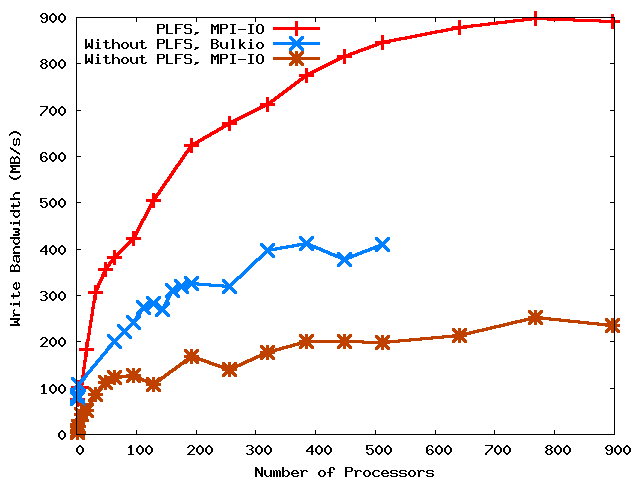 PLFS, MPI-IO
Without PLFS, Bulkio
Without PLFS, MPI-IO
Write Bandwidth (MB/s)
900
800
700
600
500
400
300
200
100
0
0 100 200 300 400 500 600 700 800 900
Number of Processors